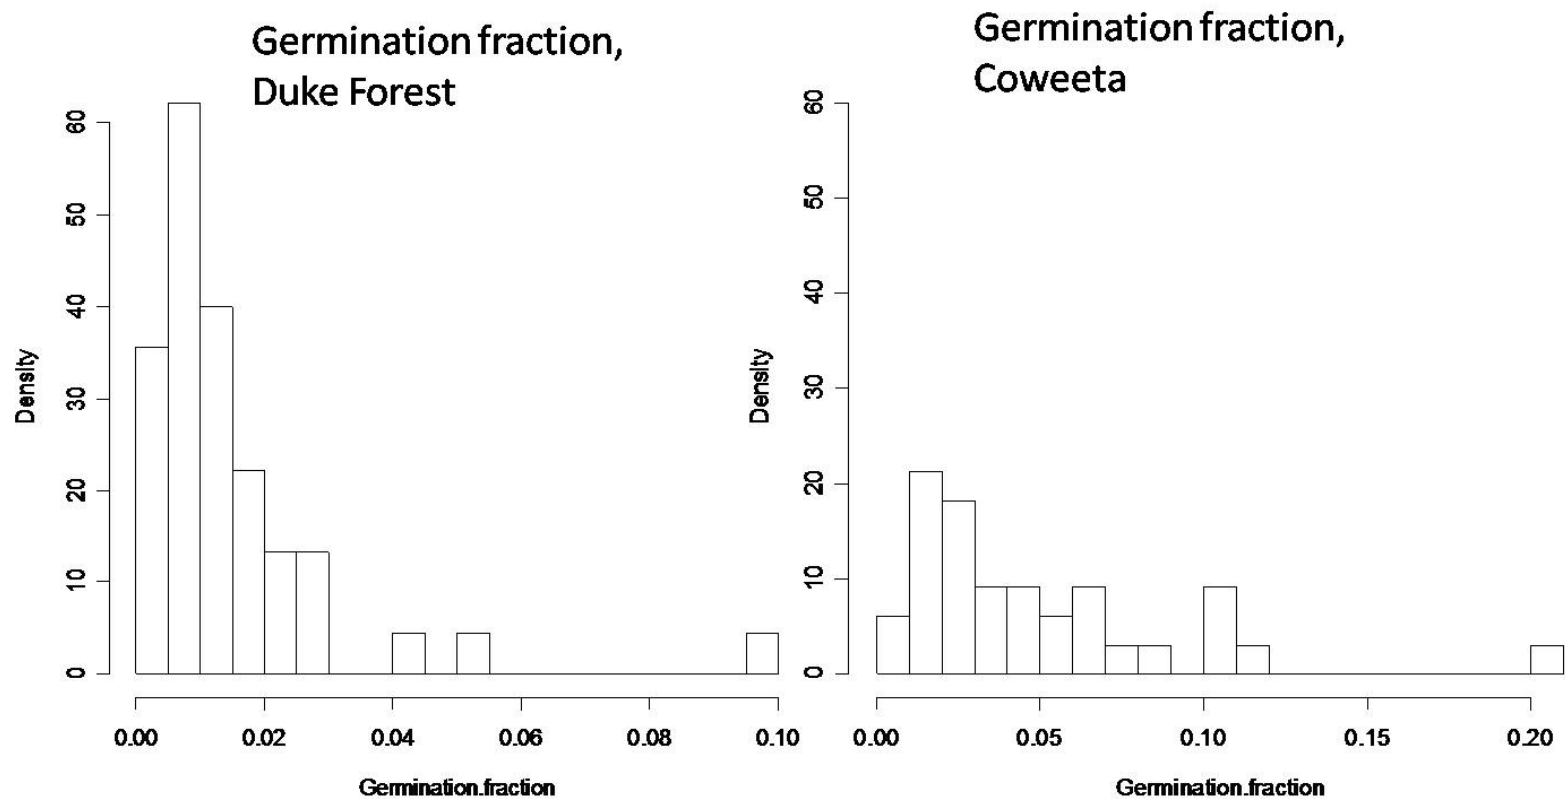 Germination fraction,
Duke Forest
Density
60
50
40
30
20
10
0
0.00 0.02 0.04 0.06 0.08 0.10
Germination.fraction
Germination fraction,
Coweeta
Density
60
50
40
30
20
10
0
0.00 0.05 0.10 0.15 0.20
Germination.fraction